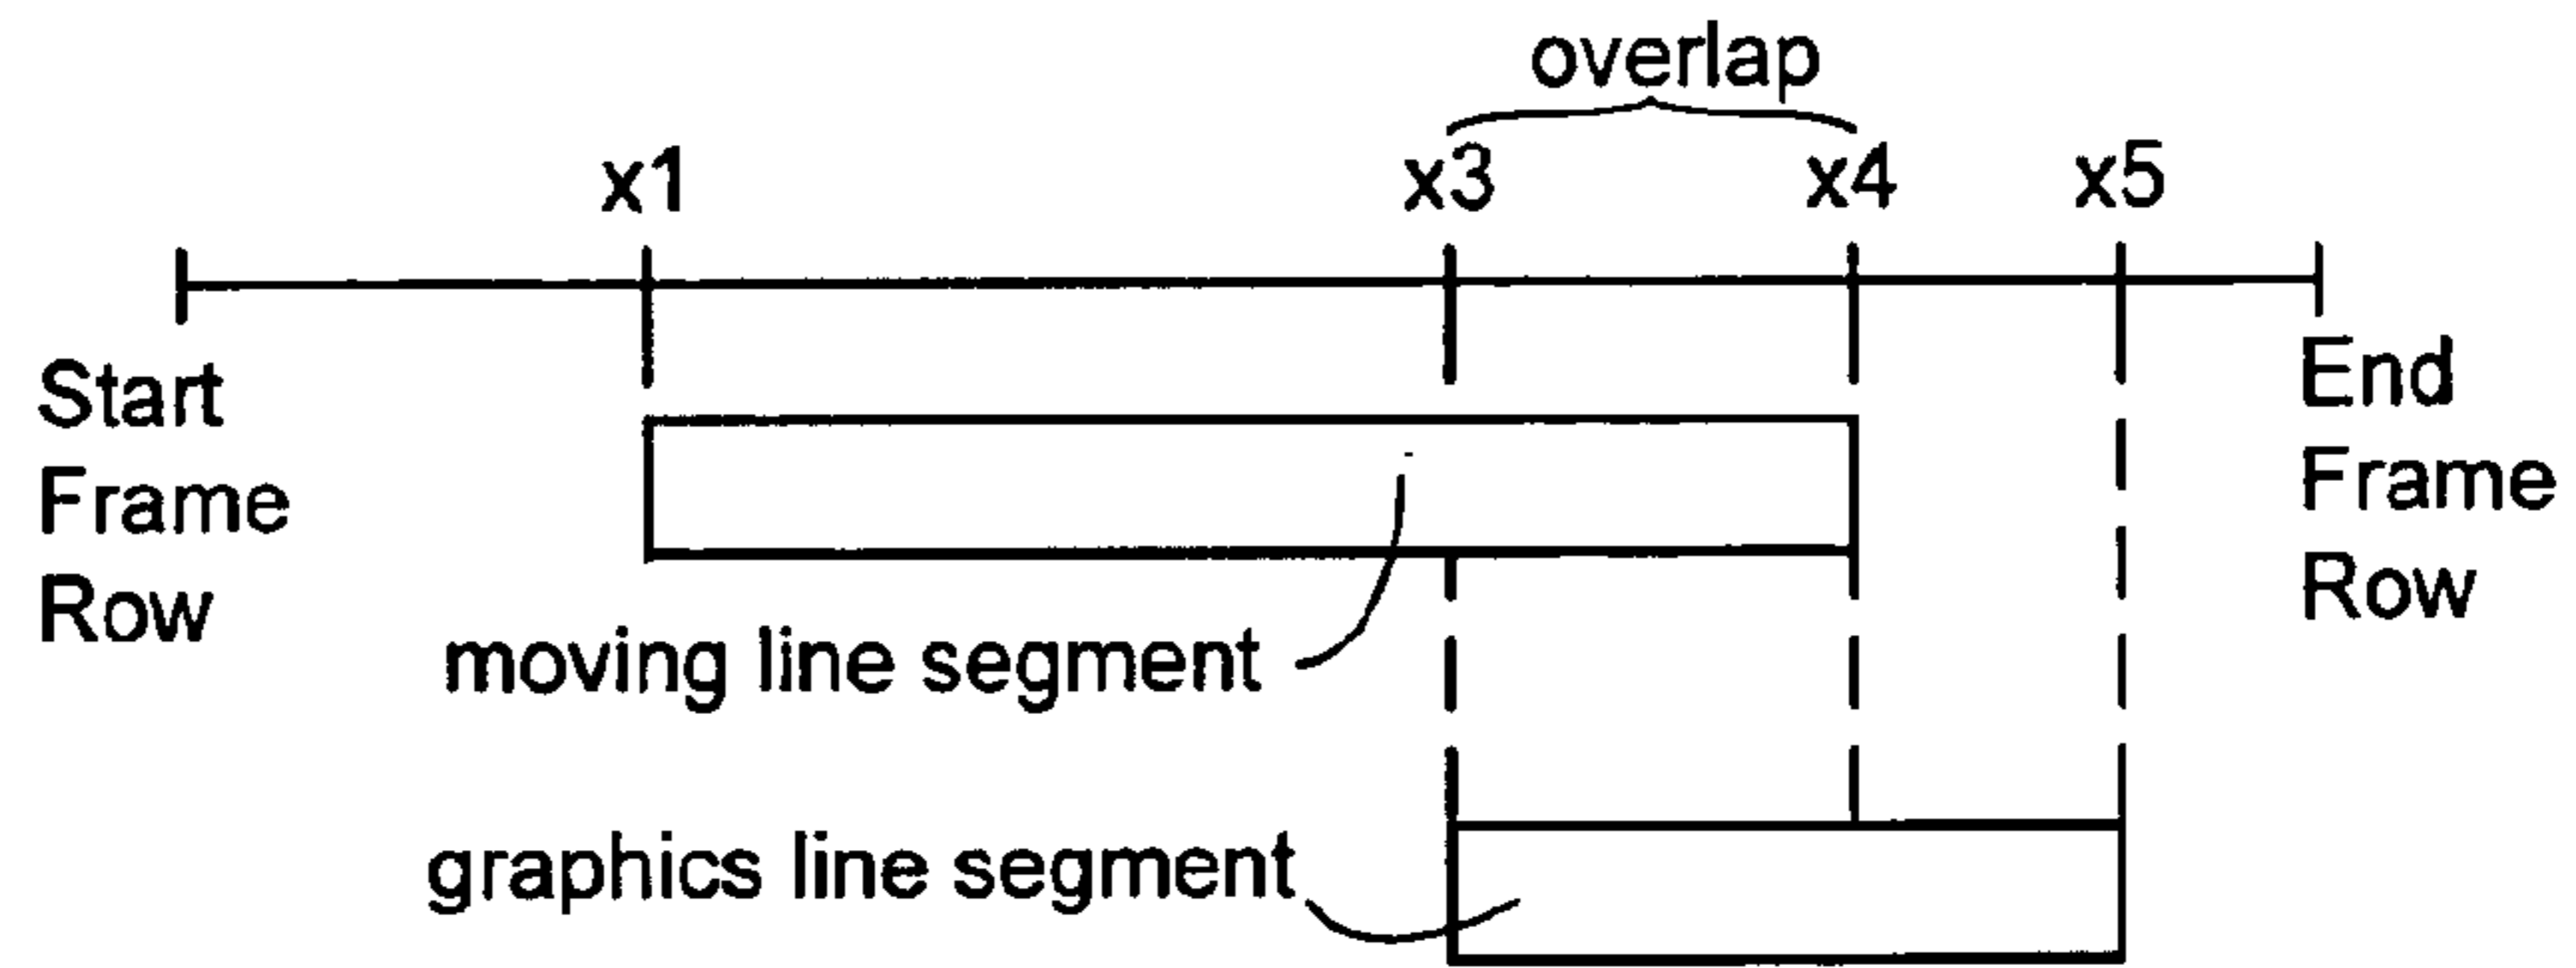 overlap
x1 x3 x4 x5
Start
Frame
Row
End
Frame
Row
moving line segment
graphics line segment